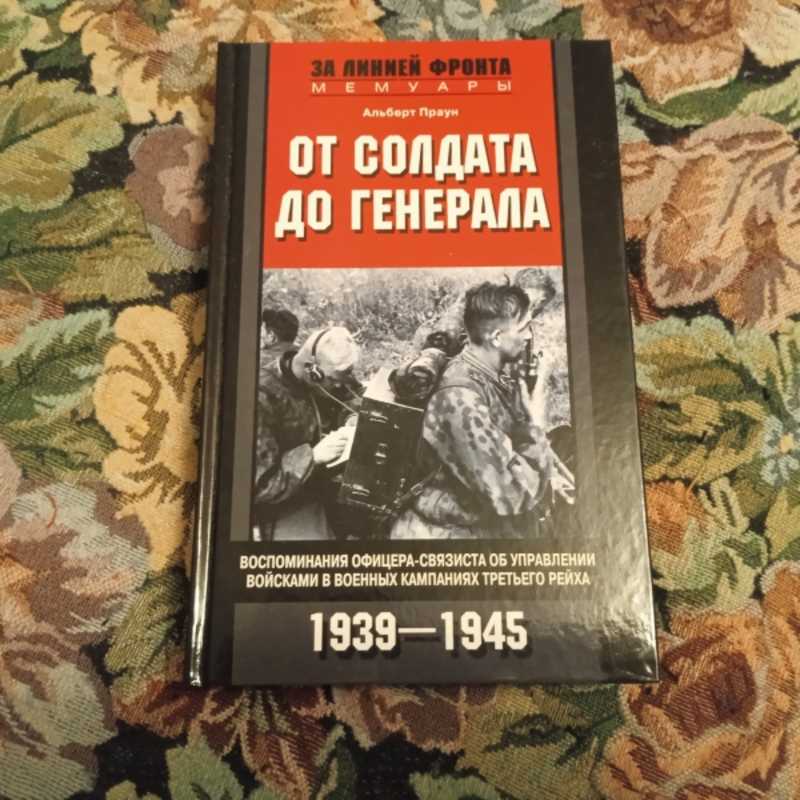 ЗА ЛИНИЕЙ ФРОНТА
МЕМУАРЫ
Альберт Праун
ОТ СОЛДАТА
ДО ГЕНЕРАЛА
ВОСПОМИНАНИЯ ОФИЦЕРА-СВЯЗИСТА ОБ УПРАВЛЕНИИ
ВОЙСКАМИ В ВОЕННЫХ КАМПАНИЯХ ТРЕТЬЕГО РЕЙХА
1939—1945